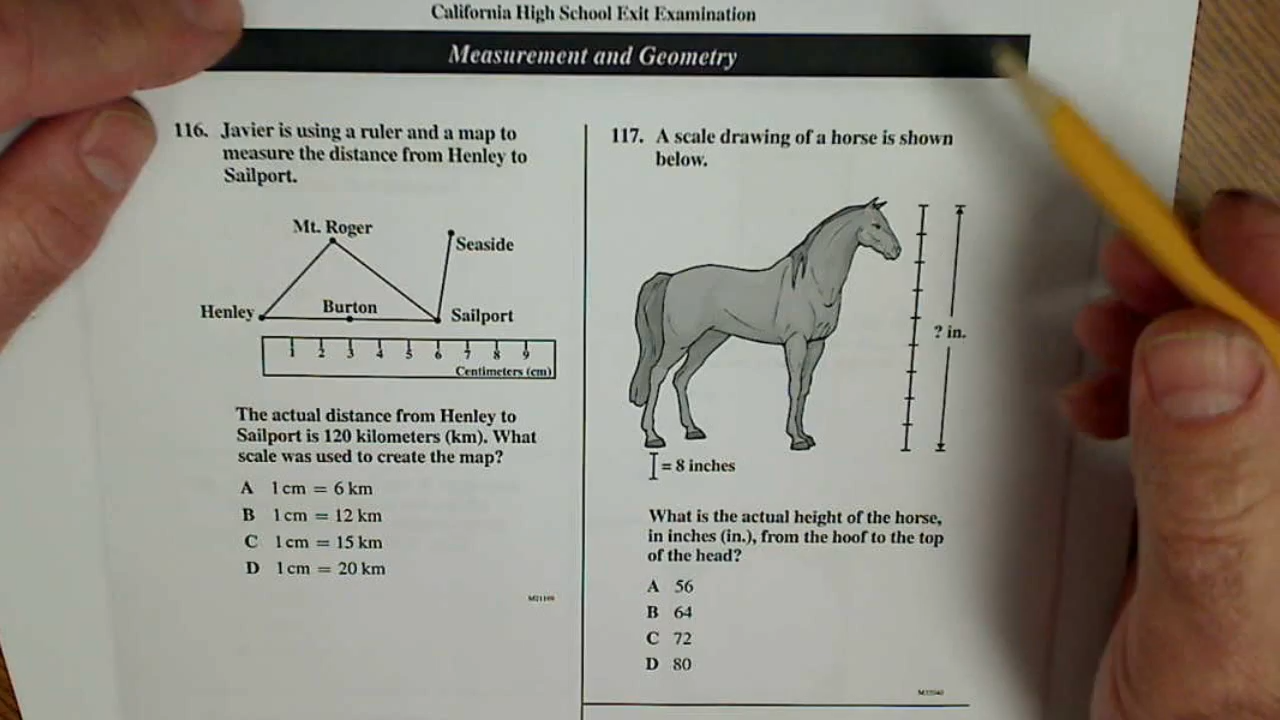 California High School Exit Examination
Measurement and Geometry
116. Javier is using a ruler and a map to
measure the distance from Henley to
Sailport.
Mt. Roger
Seaside
Henley
Burton
Sailport
1 2 3 4 5 6 7 8 9
Centimeters (cm)
The actual distance from Henley to
Sailport is 120 kilometers (km). What
scale was used to create the map?
A 1 cm = 6 km
B 1 cm = 12 km
C 1 cm = 15 km
D 1 cm = 20 km
117. A scale drawing of a horse is shown
below.
? in.
= 8 inches
What is the actual height of the horse,
in inches (in.), from the hoof to the top
of the head?
A 56
B 64
C 72
D 80